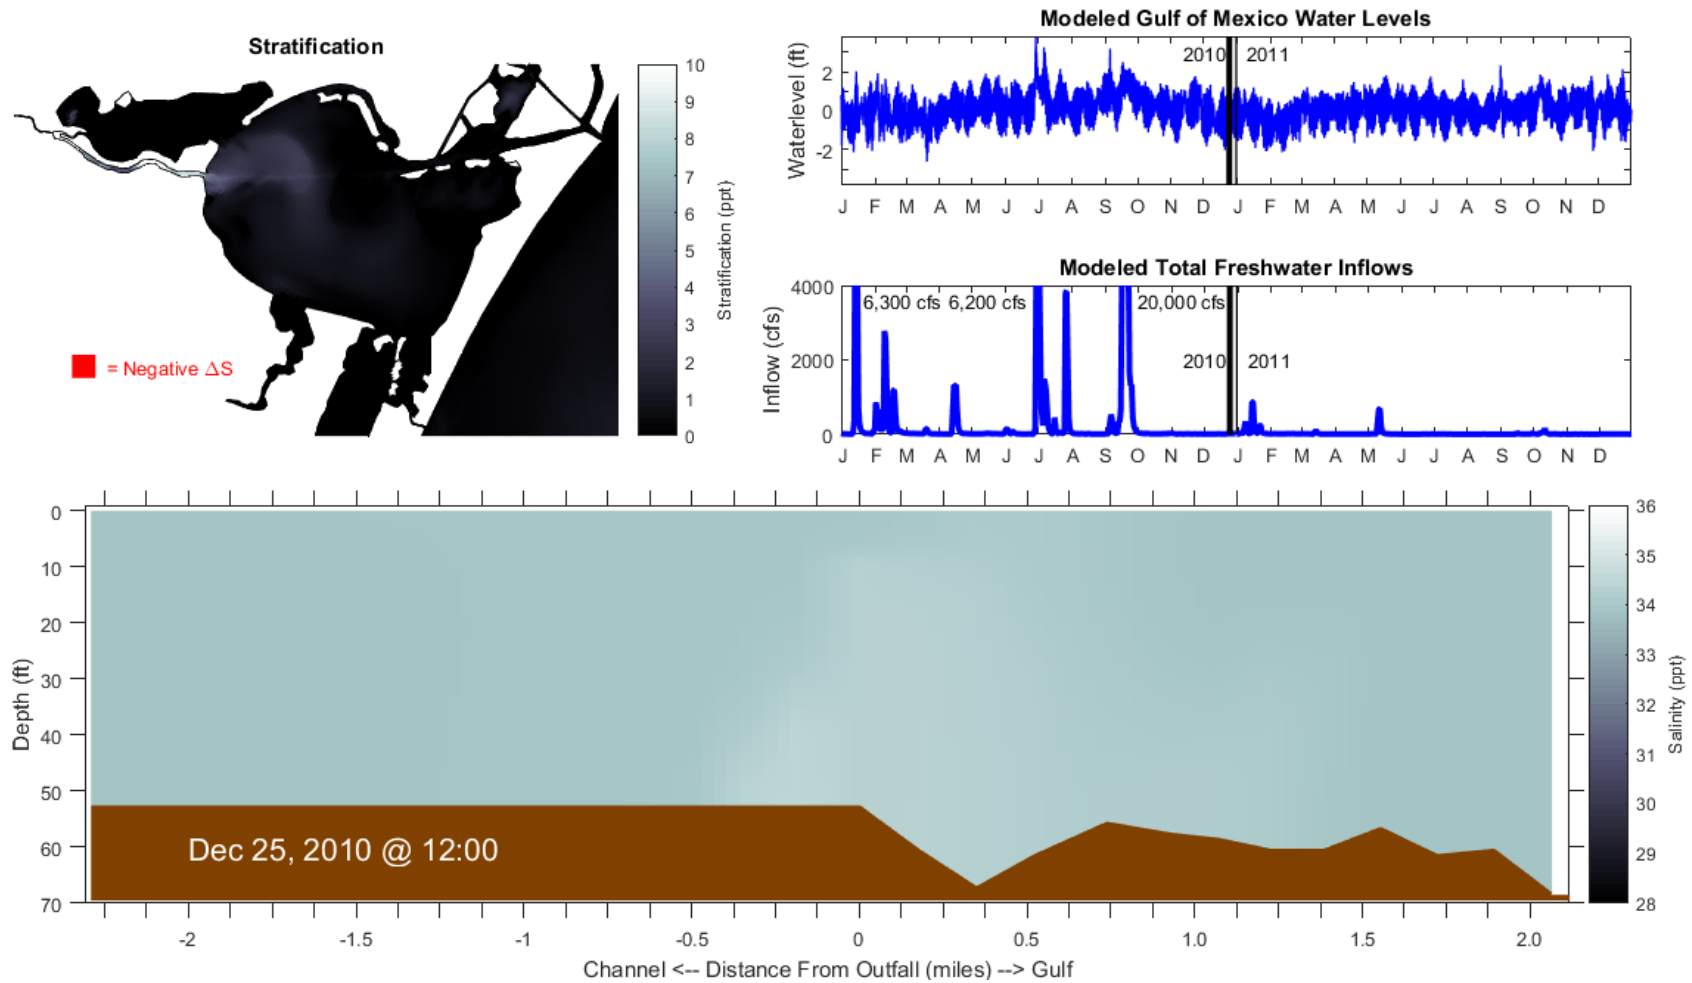 Stratification
10
9
8
7
6
5
4
3
2
1
0
Stratification (ppt)
= Negative ΔS
Modeled Gulf of Mexico Water Levels
Waterlevel (ft)
2
0
-2
2010 2011
J F M A M J J A S O N D J F M A M J J A S O N D
Modeled Total Freshwater Inflows
Inflow (cfs)
4000
2000
0
6,300 cfs 6,200 cfs 20,000 cfs
2010 2011
J F M A M J J A S O N D J F M A M J J A S O N D
Depth (ft)
0
10
20
30
40
50
60
70
Dec 25, 2010 @ 12:00
-2 -1.5 -1 -0.5 0 0.5 1.0 1.5 2.0
Channel <-- Distance From Outfall (miles) --> Gulf
36
35
34
33
32
31
30
29
28
Salinity (ppt)